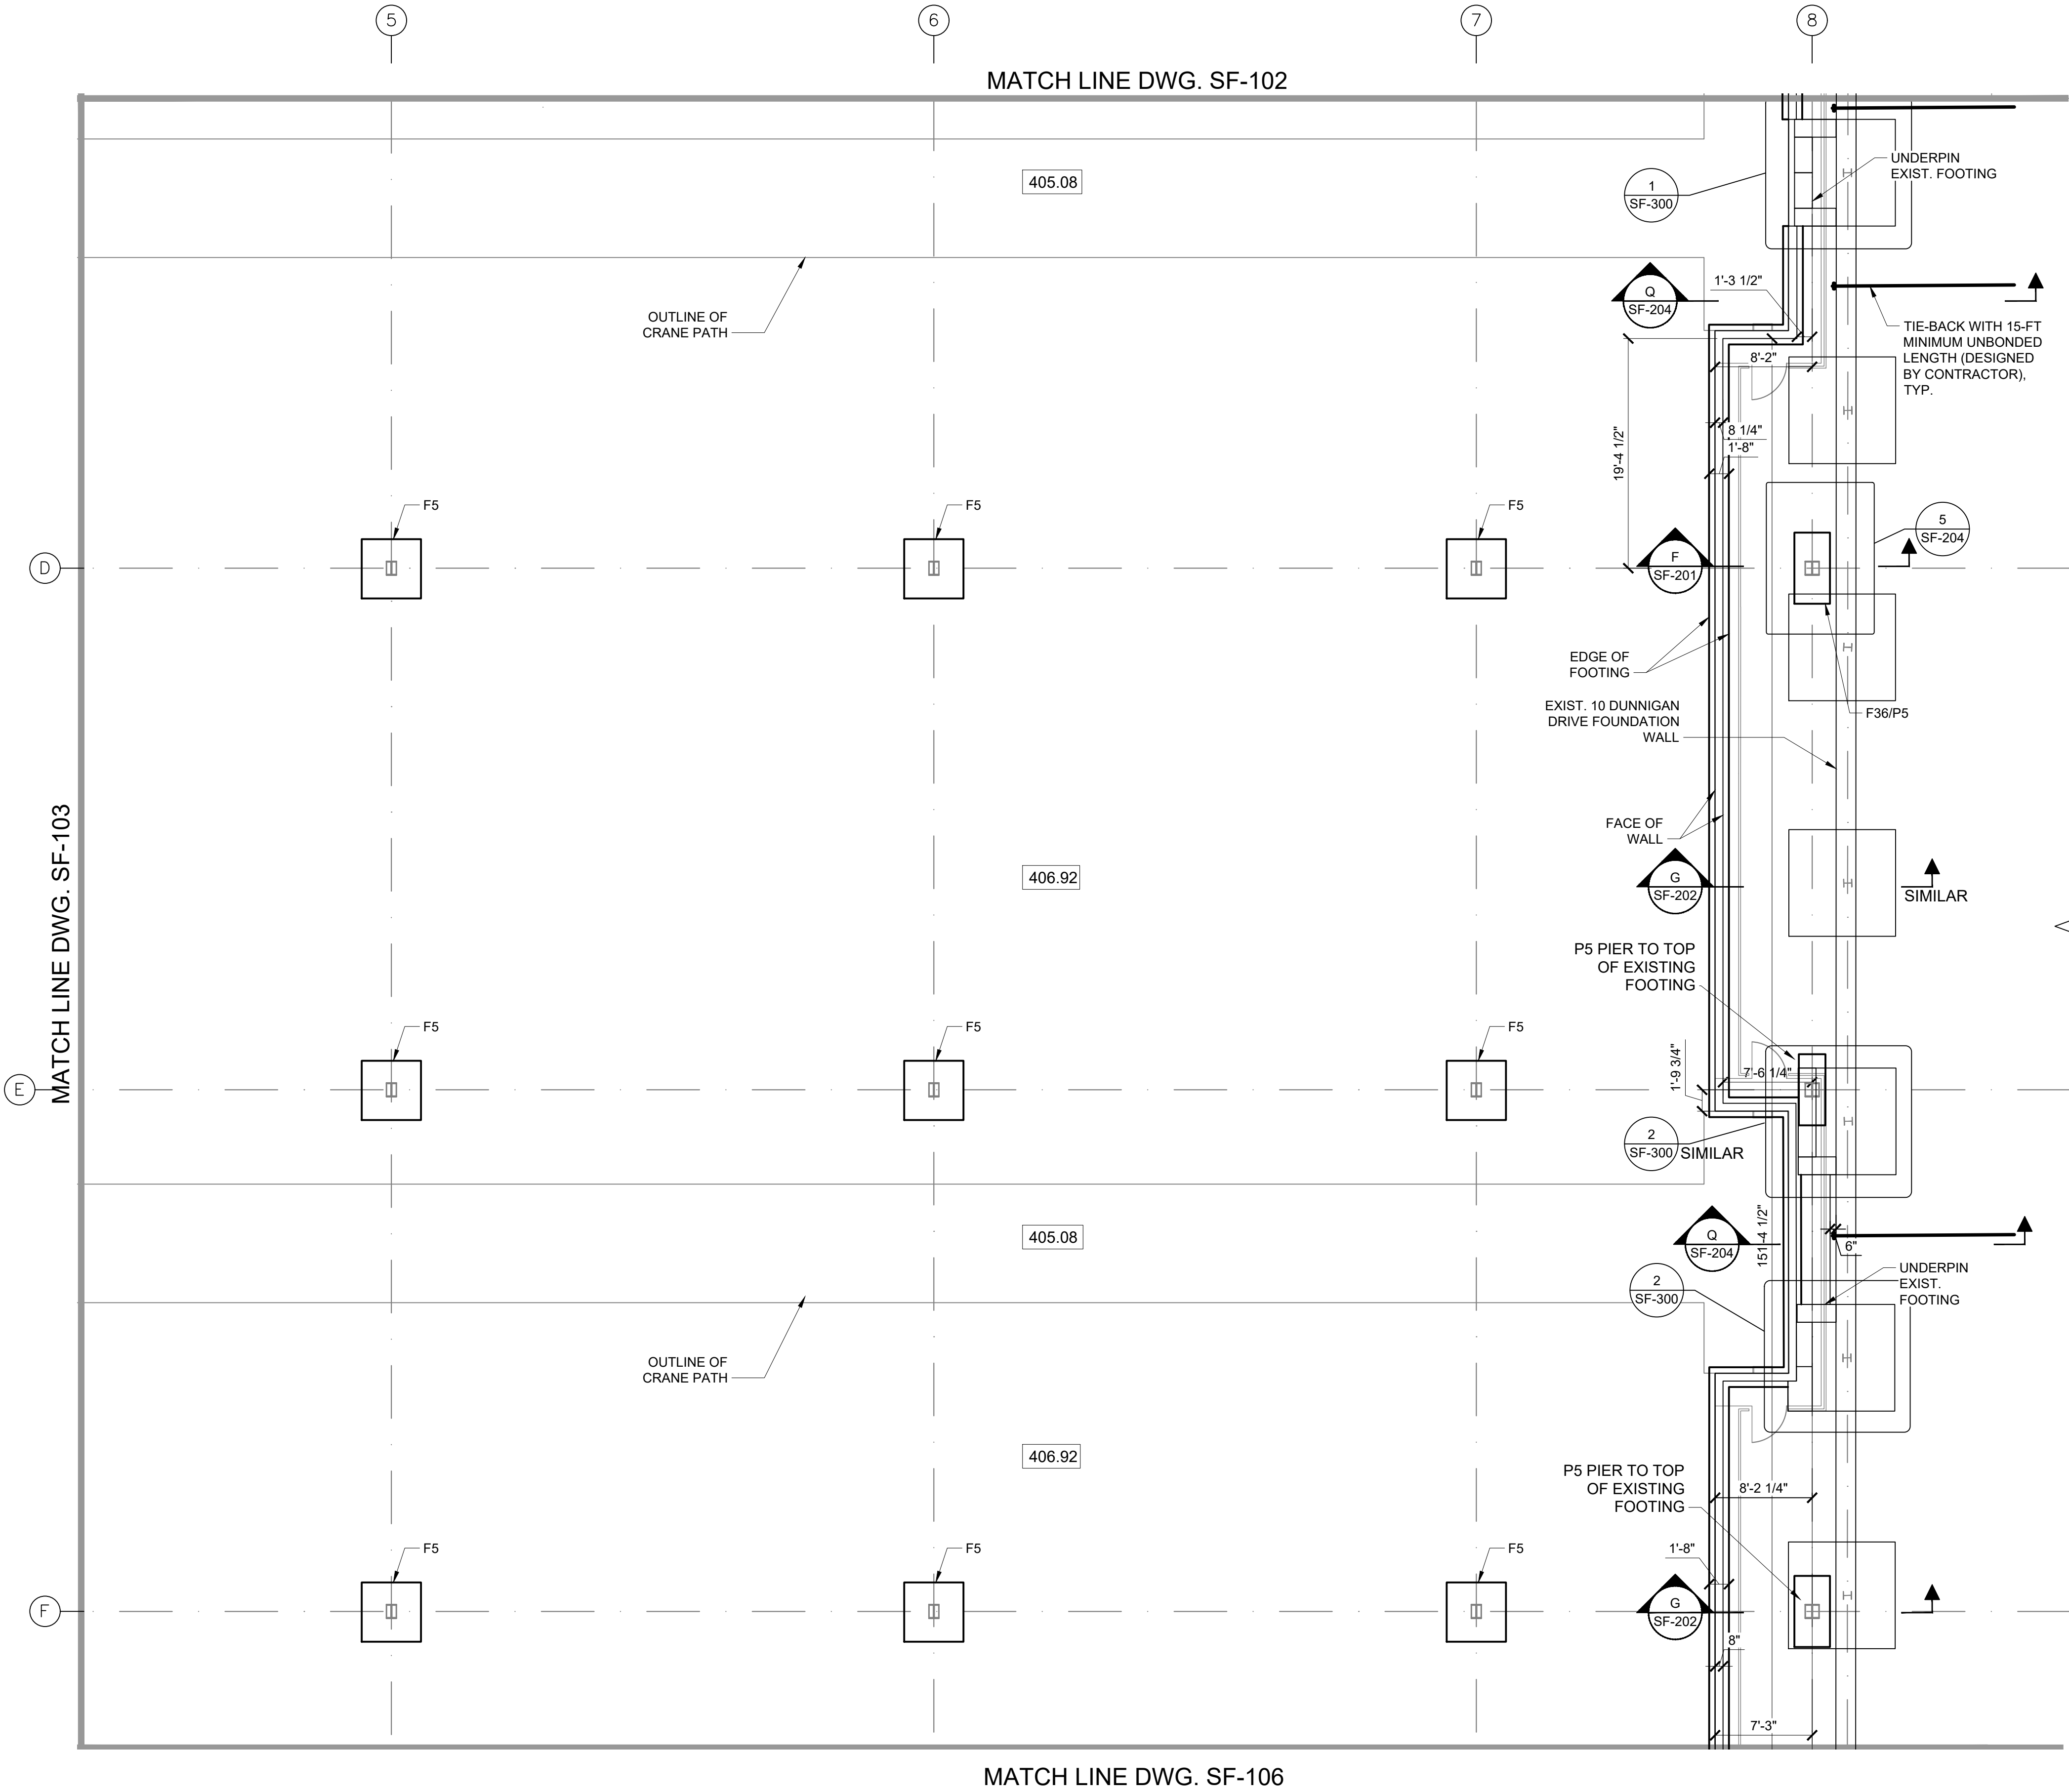 5
6
7
8
MATCH LINE DWG. SF-102
405.08
1
SF-300
UNDERPIN
EXIST. FOOTING
OUTLINE OF
CRANE PATH
Q
SF-204
1'-3 1/2"
TIE-BACK WITH 15-FT
MINIMUM UNBONDED
LENGTH (DESIGNED
BY CONTRACTOR),
TYP.
8'-2"
8 1/4"
1'-8"
19'-4 1/2"
F5
F5
F5
D
F
SF-201
5
SF-204
EDGE OF
FOOTING
EXIST. 10 DUNNIGAN
DRIVE FOUNDATION
WALL
F36/P5
FACE OF
WALL
MATCH LINE DWG. SF-103
406.92
G
SF-202
SIMILAR
P5 PIER TO TOP
OF EXISTING
FOOTING
F5
F5
F5
E
1'-9 3/4"
7'-6 1/4"
2
SF-300
SIMILAR
405.08
Q
SF-204
151'-4 1/2"
6"
2
SF-300
UNDERPIN
EXIST.
FOOTING
OUTLINE OF
CRANE PATH
406.92
P5 PIER TO TOP
OF EXISTING
FOOTING
8'-2 1/4"
F5
F5
F5
1'-8"
F
G
SF-202
8"
7'-3"
MATCH LINE DWG. SF-106